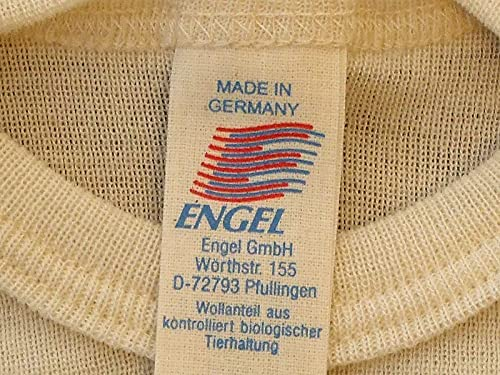 MADE IN
GERMANY
ENGEL
Engel GmbH
Wörthstr. 155
D-72793 Pfullingen
Wollanteil aus
kontrolliert biologischer
Tierhaltung